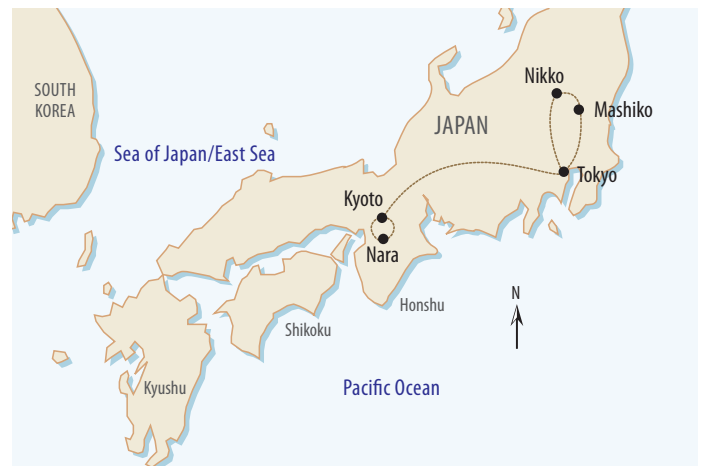 SOUTH
KOREA
Sea of Japan/East Sea
JAPAN
Nikko
Mashiko
Tokyo
Kyoto
Nara
Honshu
Shikoku
Kyushu
Pacific Ocean
N